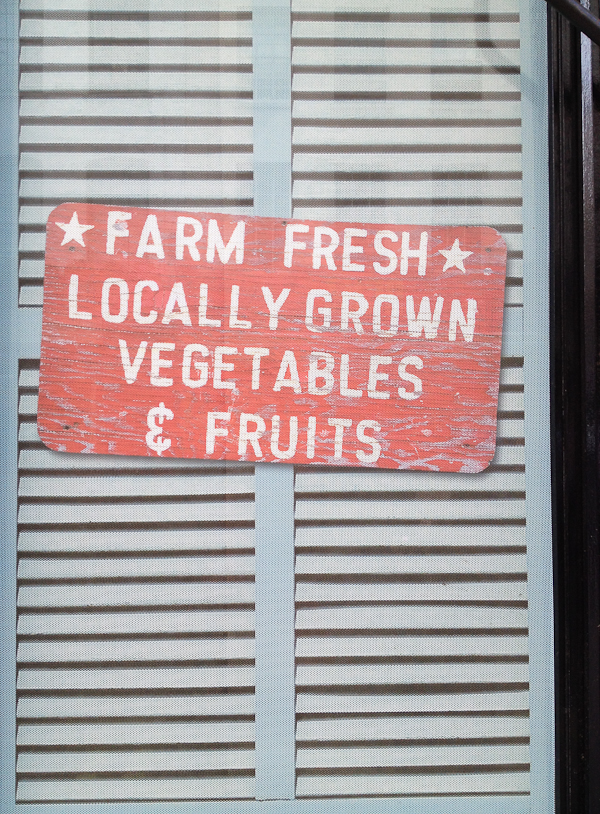 ★ FARM FRESH ★
LOCALLY GROWN
VEGETABLES
& FRUITS